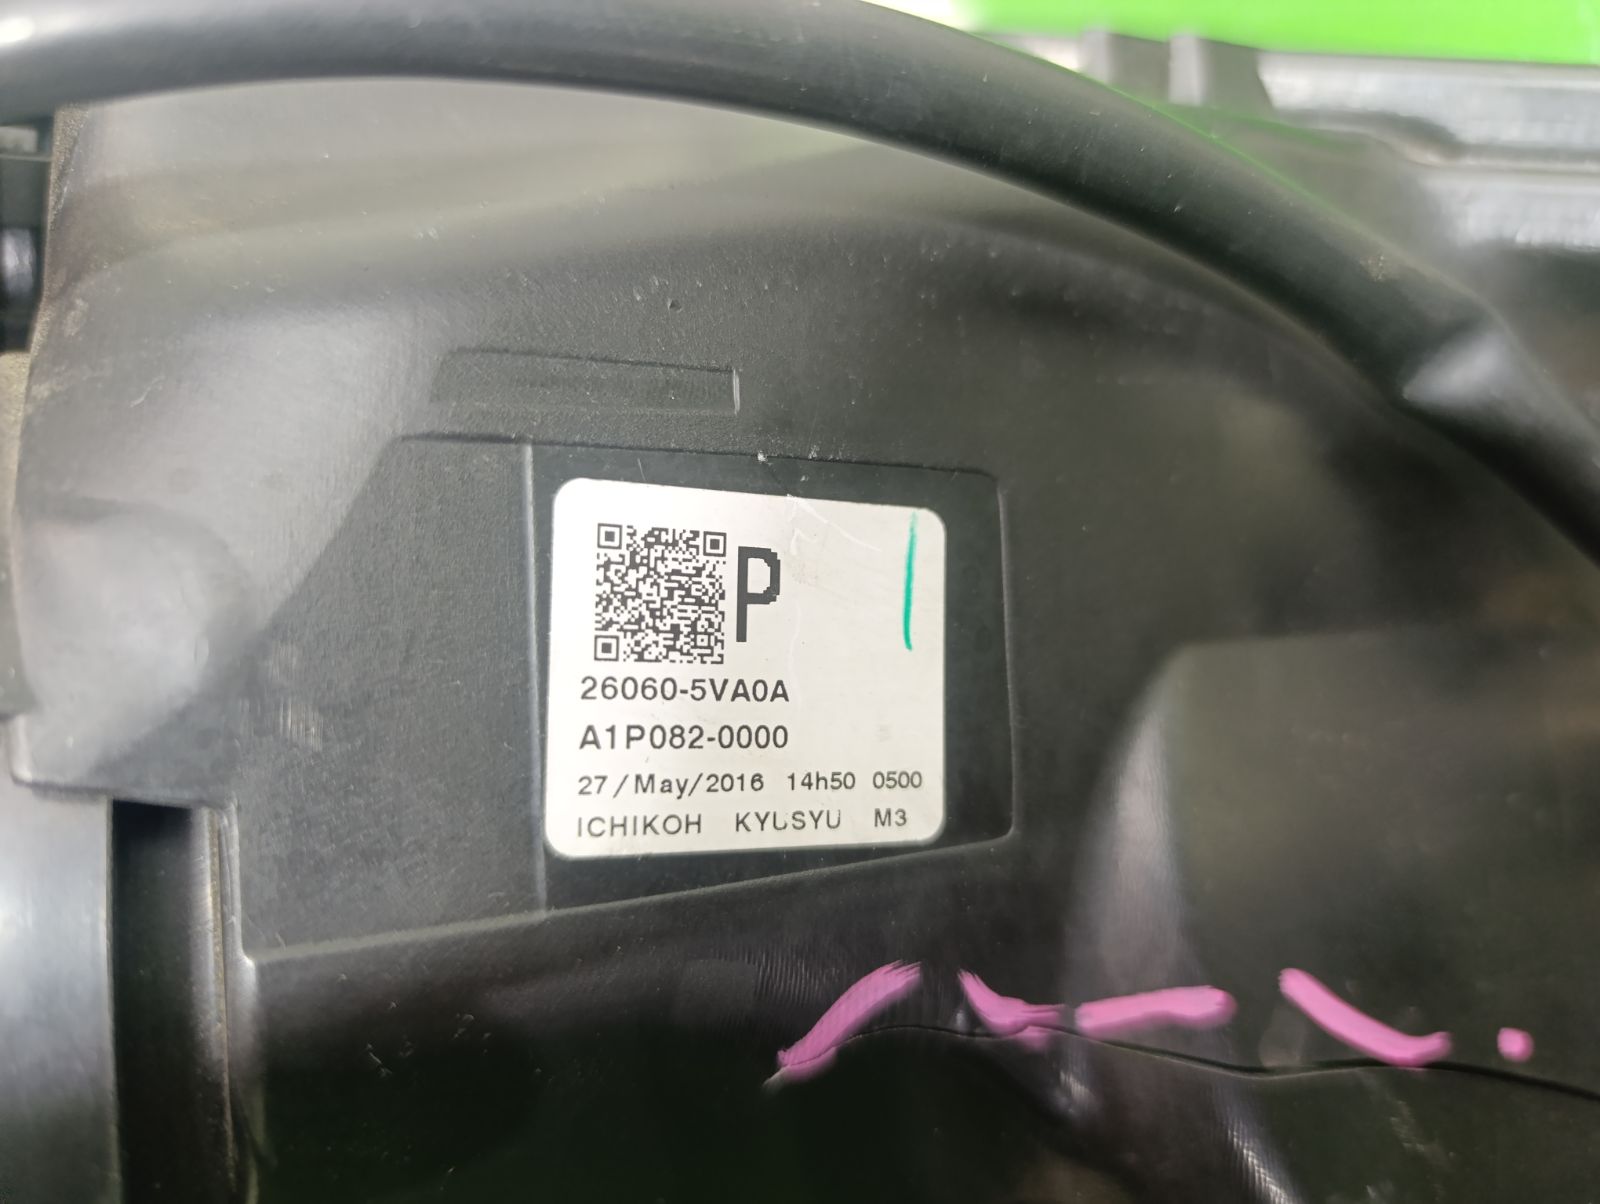 P
26060-5VA0A
A1P082-0000
27/May/2016 14h50 0500
ICHIKOH KYUSYU M3